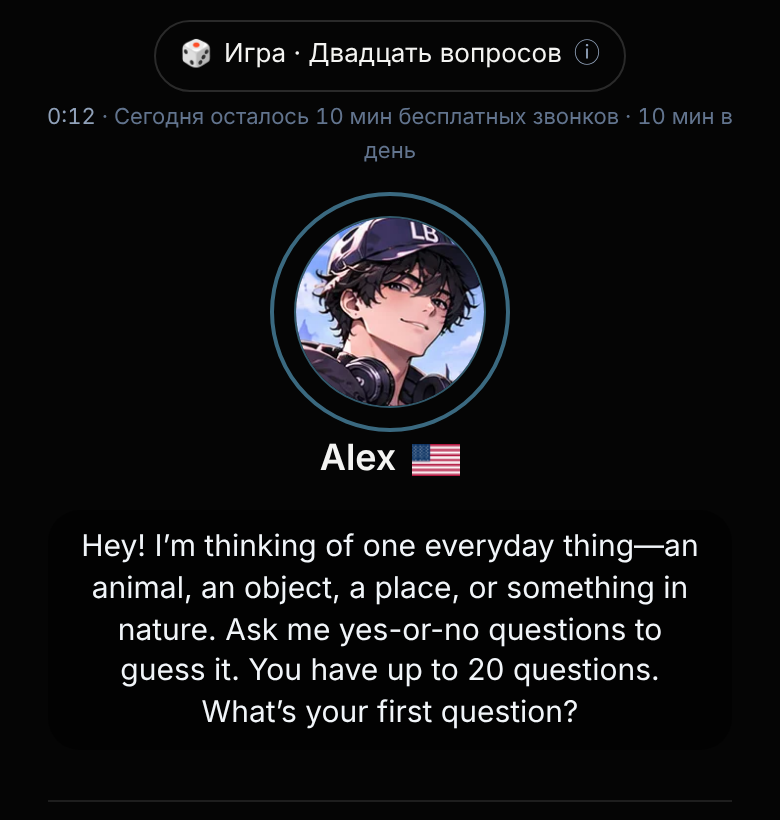 Игра · Двадцать вопросов ⓘ
0:12 · Сегодня осталось 10 мин бесплатных звонков · 10 мин в
день
LB
Alex
Hey! I’m thinking of one everyday thing—an
animal, an object, a place, or something in
nature. Ask me yes-or-no questions to
guess it. You have up to 20 questions.
What’s your first question?